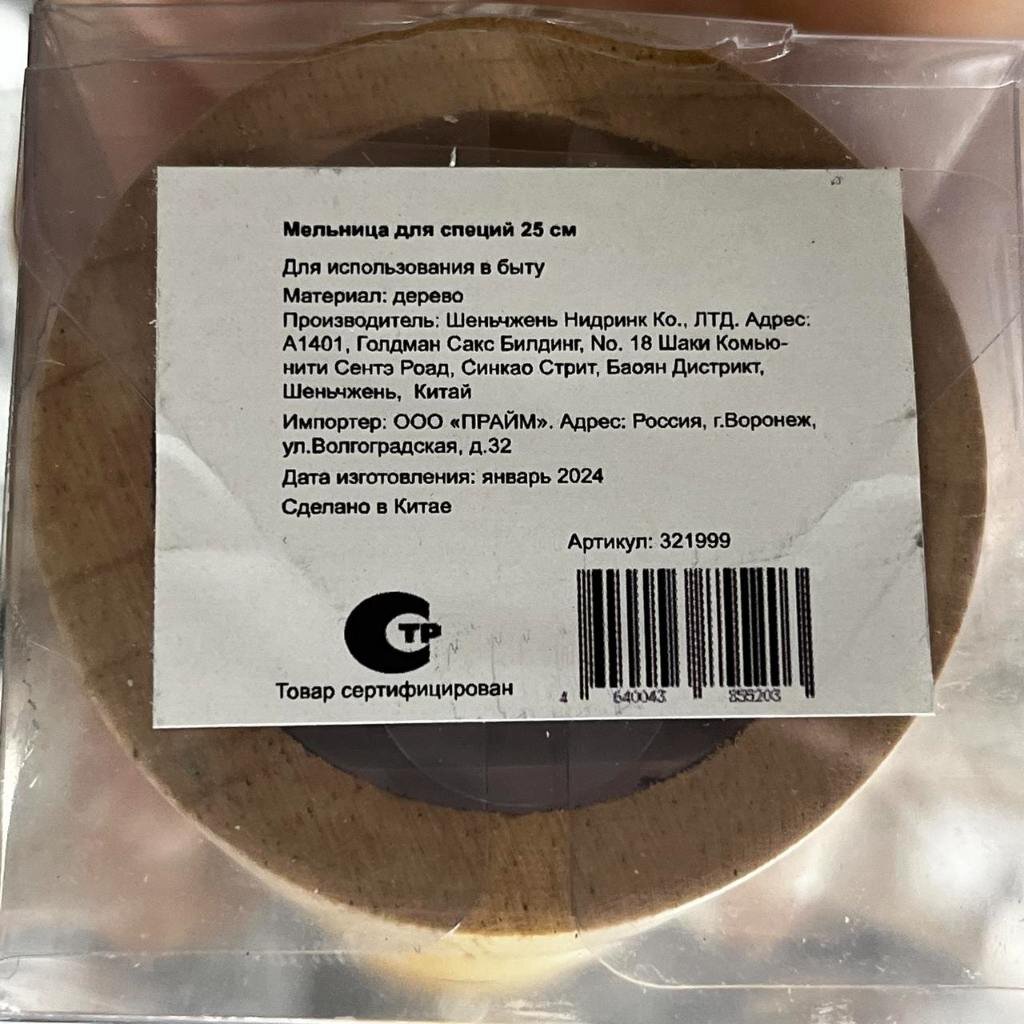 Мельница для специй 25 см
Для использования в быту
Материал: дерево
Производитель: Шеньчжень Нидринк Ко., ЛТД. Адрес:
А1401, Голдман Сакс Билдинг, No. 18 Шаки Комью-
нити Сентэ Роад, Синкао Стрит, Баоян Дистрикт,
Шеньчжень, Китай
Импортер: ООО «ПРАЙМ». Адрес: Россия, г.Воронеж,
ул.Волгоградская, д.32
Дата изготовления: январь 2024
Сделано в Китае
Артикул: 321999
СТР
Товар сертифицирован
4 640043 855203